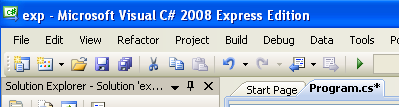 exp - Microsoft Visual C# 2008 Express Edition
File Edit View Refactor Project Build Debug Data Tools Window
Solution Explorer - Solution 'ex...
Start Page Program.cs*